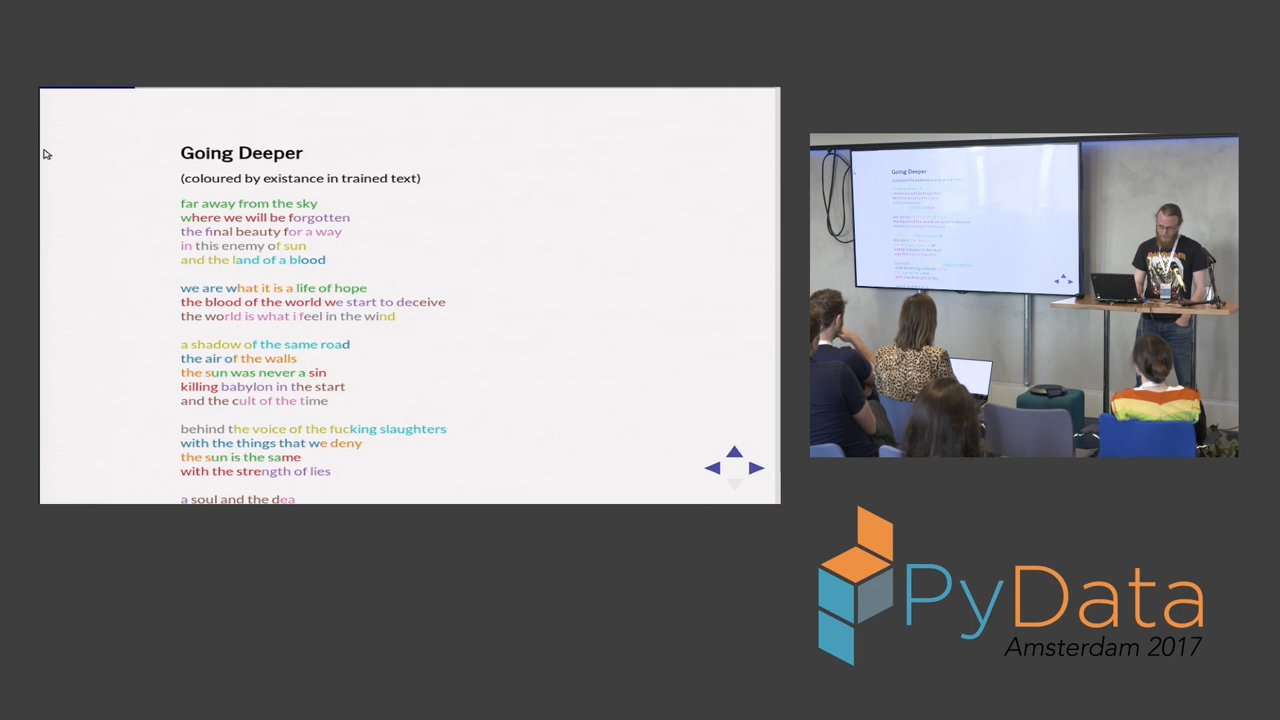 Going Deeper
(coloured by existance in trained text)
far away from the sky
where we will be forgotten
the final beauty for a way
in this enemy of sun
and the land of a blood
we are what it is a life of hope
the blood of the world we start to deceive
the world is what i feel in the wind
a shadow of the same road
the air of the walls
the sun was never a sin
killing babylon in the start
and the cult of the time
behind the voice of the fucking slaughters
with the things that we deny
the sun is the same
with the strength of lies
a soul and the dea
Going Deeper
PyData
Amsterdam 2017